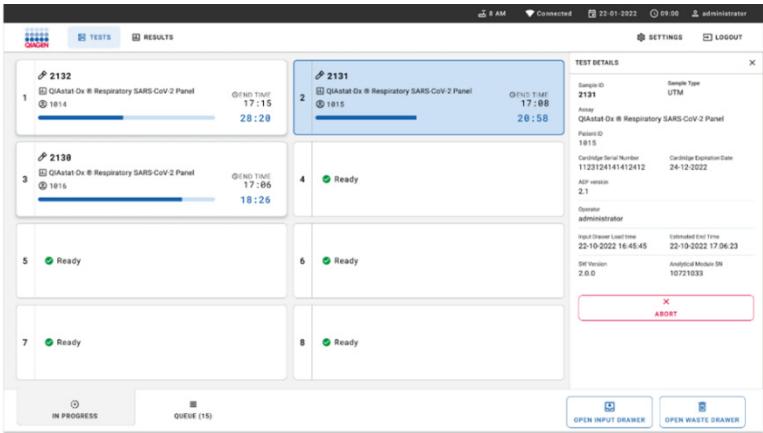 8 AM Connected 22-01-2022 09:00 administrator
QIAGEN TESTS RESULTS SETTINGS LOGOUT
1
2132
QIAstat-Dx ® Respiratory SARS-CoV-2 Panel
1014
END TIME
17:15
28:20
2
2131
QIAstat-Dx ® Respiratory SARS-CoV-2 Panel
1015
END TIME
17:08
20:58
3
2130
QIAstat-Dx ® Respiratory SARS-CoV-2 Panel
1016
END TIME
17:06
18:26
4 Ready
5 Ready
6 Ready
7 Ready
8 Ready
TEST DETAILS
Sample ID Sample Type
2131 UTM
Assay
QIAstat-Dx ® Respiratory SARS-CoV-2 Panel
Patient ID
1015
Cardridge Serial Number Cardridge Expiration Date
1123124141412412 24-12-2022
ADF version
2.1
Operator
administrator
Input Drawer Load time Estimated End Time
22-10-2022 16:45:45 22-10-2022 17:06:23
SW Version Analytical Module SN
2.0.0 10721033
ABORT
IN PROGRESS QUEUE (15)
OPEN INPUT DRAWER OPEN WASTE DRAWER